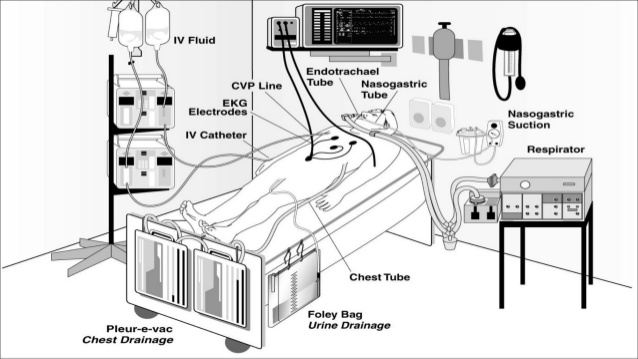 IV Fluid
Endotrachael
Tube
Nasogastric
Tube
CVP Line
EKG
Electrodes
IV Catheter
Nasogastric
Suction
Respirator
Chest Tube
Foley Bag
Urine Drainage
Pleur-e-vac
Chest Drainage